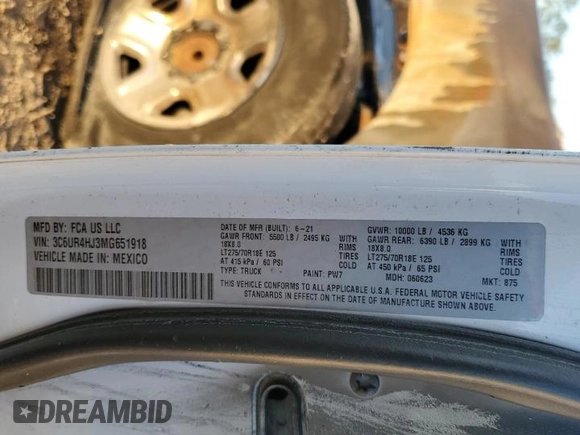 MFD BY: FCA US LLC
VIN: 3C6UR4HJ3MG651918
VEHICLE MADE IN: MEXICO
DATE OF MFR (BUILT): 6-21
GAWR FRONT: 5500 LB / 2495 KG WITH
18X8.0 RIMS
LT275/70R18E 125 TIRES
AT 415 kPa / 60 PSI
TYPE: TRUCK PAINT: PW7
GVWR: 10000 LB / 4536 KG
GAWR REAR: 6390 LB / 2899 KG WITH
18X8.0 RIMS
LT275/70R18E 125 TIRES
AT 450 kPa / 65 PSI
MDH: 060623 MKT: 875
THIS VEHICLE CONFORMS TO ALL APPLICABLE U.S.A. FEDERAL MOTOR VEHICLE SAFETY
STANDARDS IN EFFECT ON THE DATE OF MANUFACTURE SHOWN ABOVE.
DREAMBID